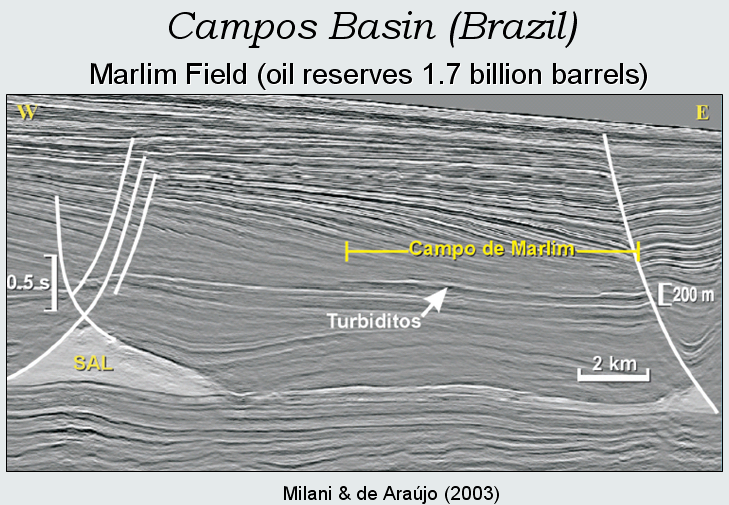 Campos Basin (Brazil)
Marlim Field (oil reserves 1.7 billion barrels)
W
E
Campo de Marlim
0.5 s
200 m
Turbiditos
SAL
2 km
Milani & de Araújo (2003)